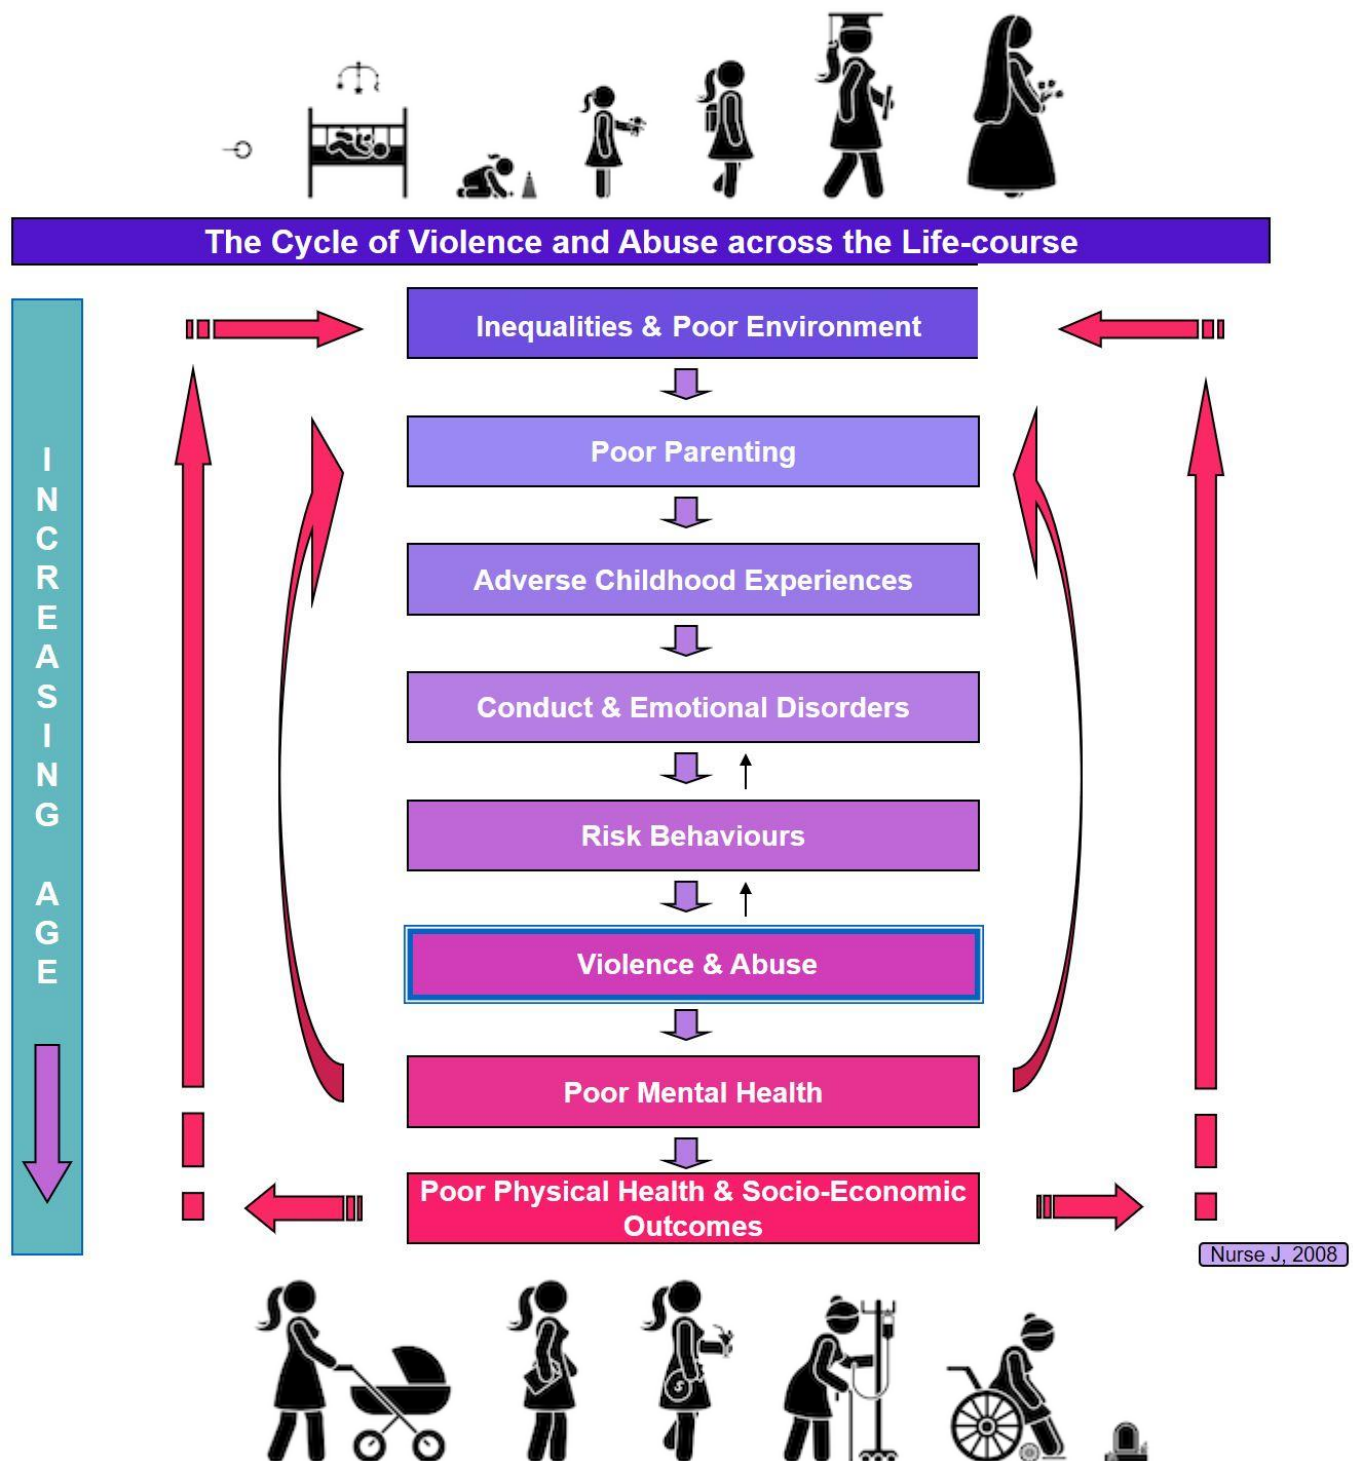 The Cycle of Violence and Abuse across the Life-course
Inequalities & Poor Environment
Poor Parenting
Adverse Childhood Experiences
Conduct & Emotional Disorders
Risk Behaviours
Violence & Abuse
Poor Mental Health
Poor Physical Health & Socio-Economic
Outcomes
INCREASING AGE
Nurse J, 2008
$